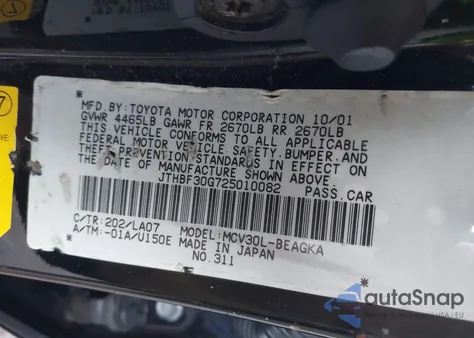 MFD.BY:TOYOTA MOTOR CORPORATION 10/01
GVWR 4465LB GAWR FR 2670LB RR 2670LB
THIS VEHICLE CONFORMS TO ALL APPLICABLE
FEDERAL MOTOR VEHICLE SAFETY,BUMPER,AND
THEFT PREVENTION STANDARDS IN EFFECT ON
THE DATE OF MANUFACTURE SHOWN ABOVE.
JTHBF30G725010082 PASS.CAR
C/TR:202/LA07 MODEL:MCV30L-BEAGKA
A/TM:-01A/U150E MADE IN JAPAN
NO.311
7
autoSnap